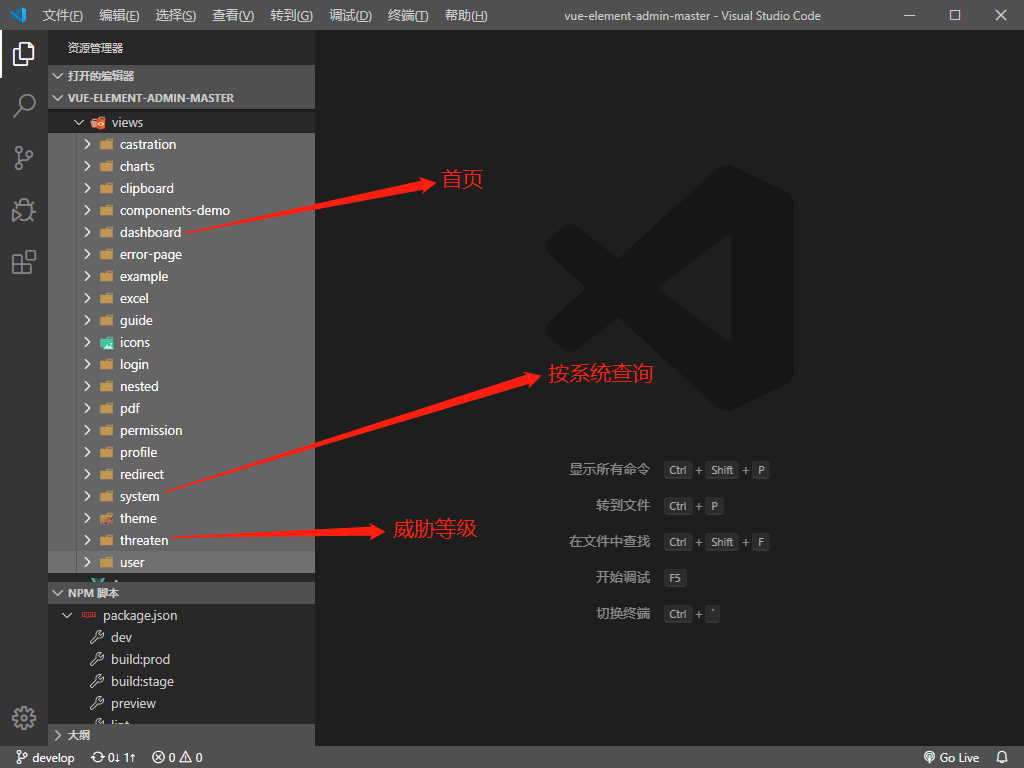 文件(F) 编辑(E) 选择(S) 查看(V) 转到(G) 调试(D) 终端(T) 帮助(H) vue-element-admin-master - Visual Studio Code
资源管理器
打开的编辑器
VUE-ELEMENT-ADMIN-MASTER
views
castration
charts
clipboard
components-demo
dashboard
error-page
example
excel
guide
icons
login
nested
pdf
permission
profile
redirect
system
theme
threaten
user
首页
按系统查询
威胁等级
显示所有命令 Ctrl + Shift + P
转到文件 Ctrl + P
在文件中查找 Ctrl + Shift + F
开始调试 F5
切换终端 Ctrl + `
NPM 脚本
package.json
dev
build:prod
build:stage
preview
lint
大纲
develop 0↓ 1↑ 0 0 Go Live